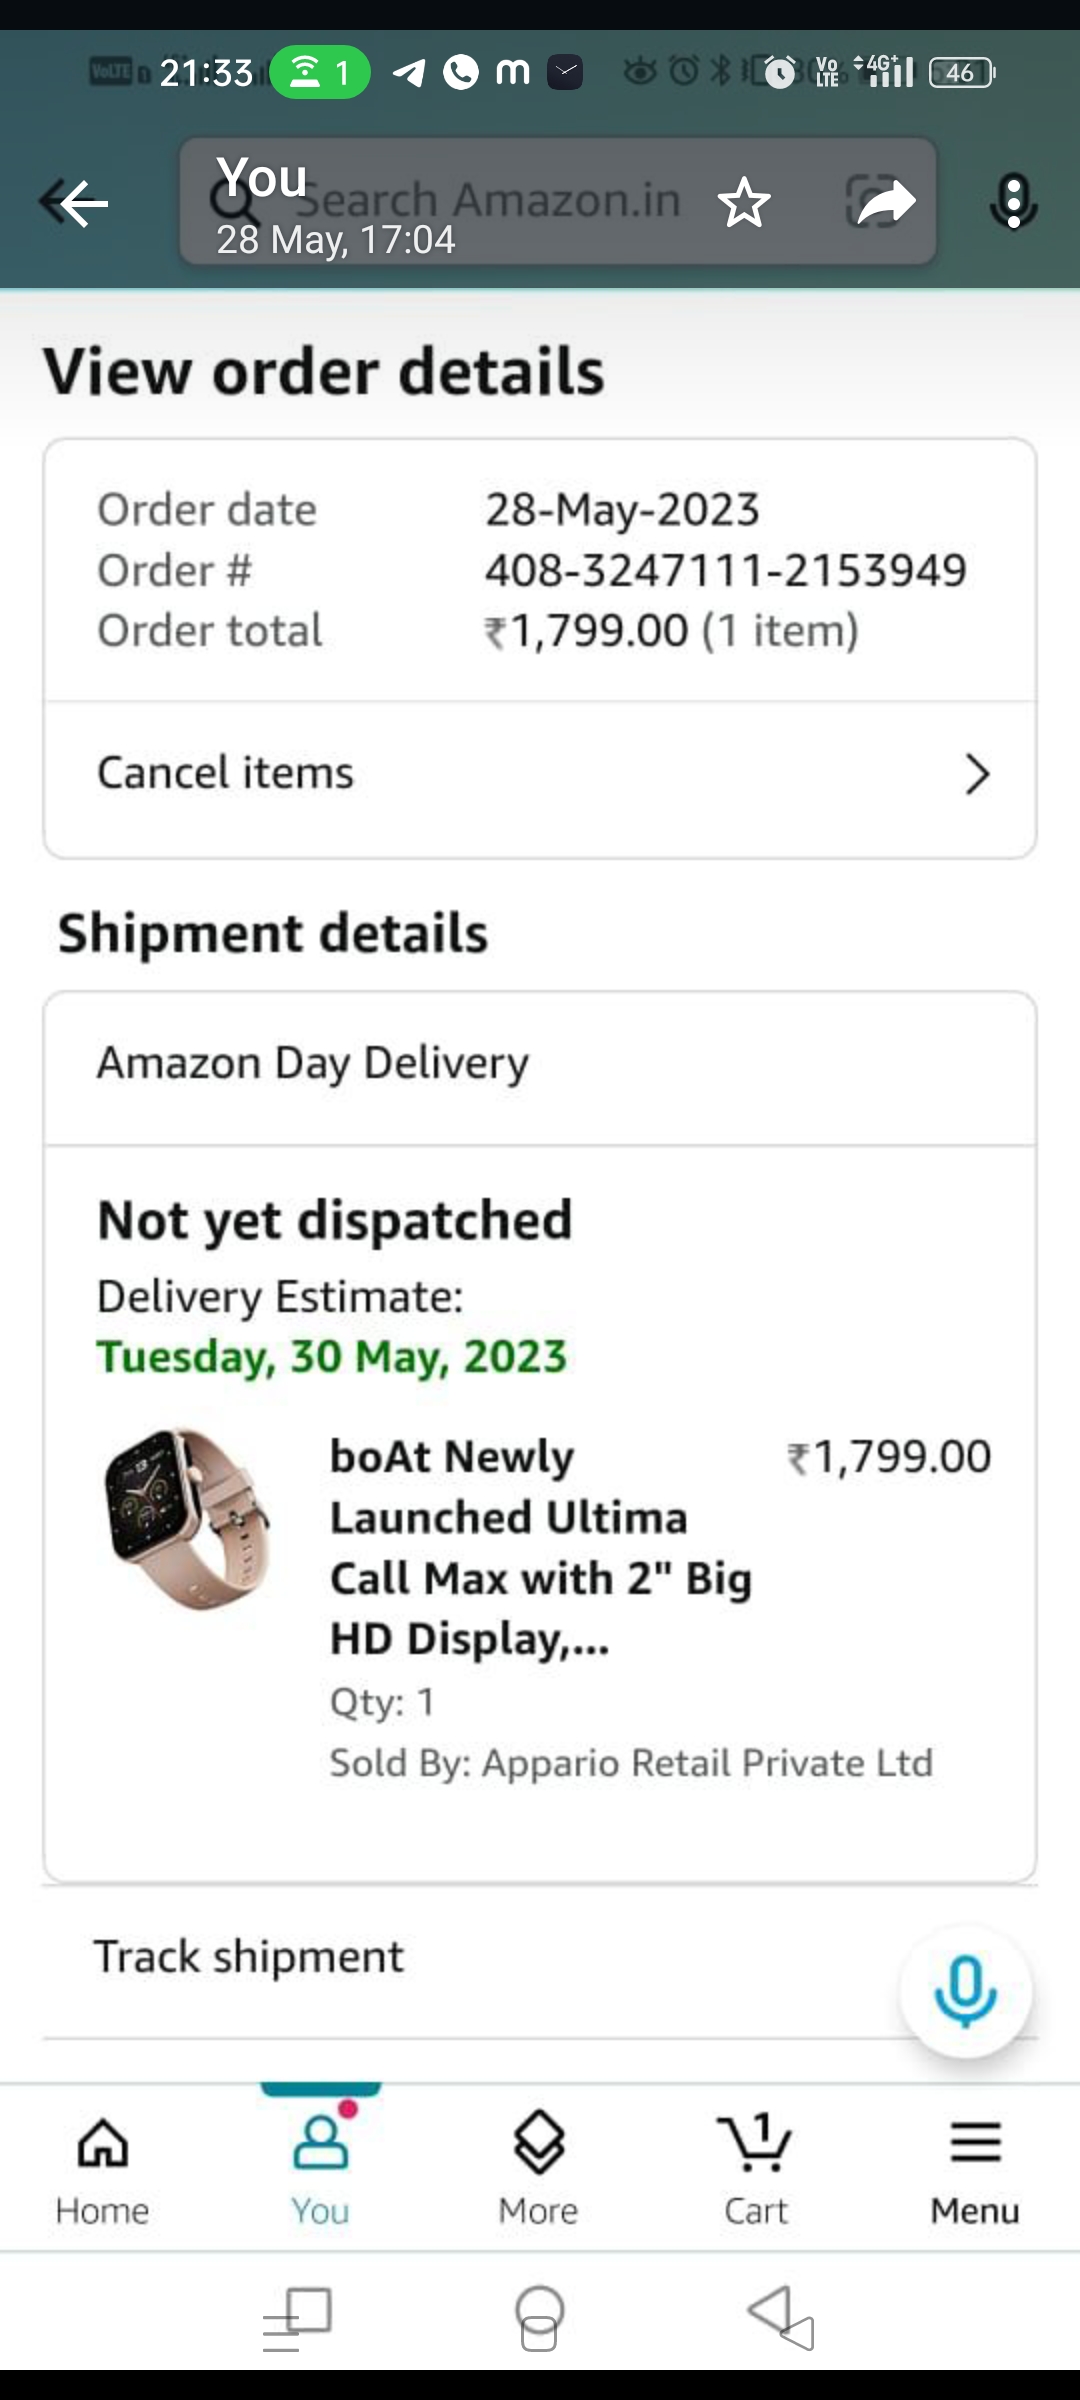 21:33 1 46
You
Search Amazon.in
28 May, 17:04
View order details
Order date 28-May-2023
Order # 408-3247111-2153949
Order total ₹1,799.00 (1 item)
Cancel items
Shipment details
Amazon Day Delivery
Not yet dispatched
Delivery Estimate:
Tuesday, 30 May, 2023
boAt Newly ₹1,799.00
Launched Ultima
Call Max with 2" Big
HD Display,...
Qty: 1
Sold By: Appario Retail Private Ltd
Track shipment
1
Home You More Cart Menu